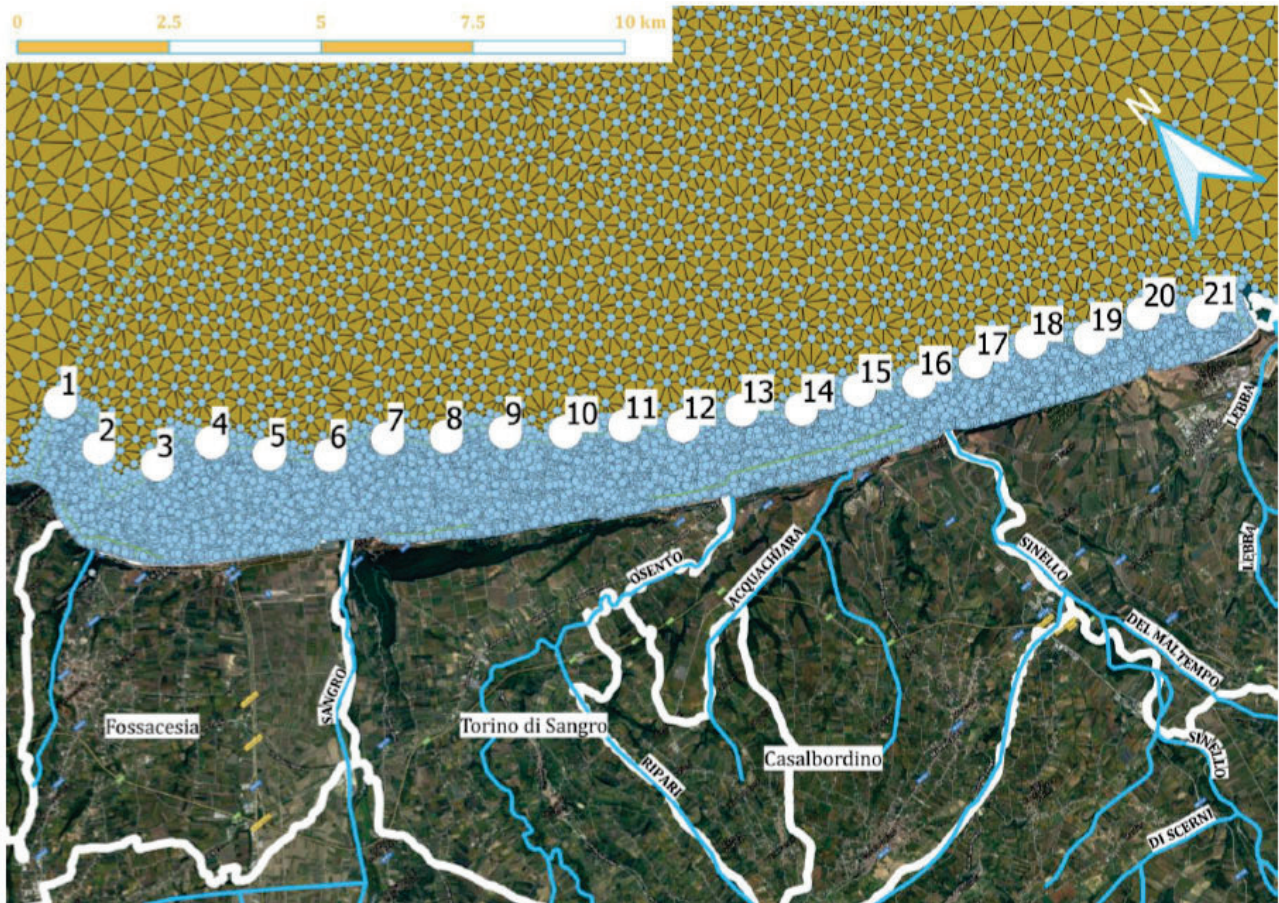 0 2.5 5 7.5 10 km
N
1
2
3
4
5
6
7
8
9
10
11
12
13
14
15
16
17
18
19
20
21
LEBBA
LEBBA
OSENTO
ACQUACHIARA
SINELLO
DEL MALTEMPO
SANGRO
Fossacesia
Torino di Sangro
Casalbordino
RIPARI
SINELLO
DI SCERNI